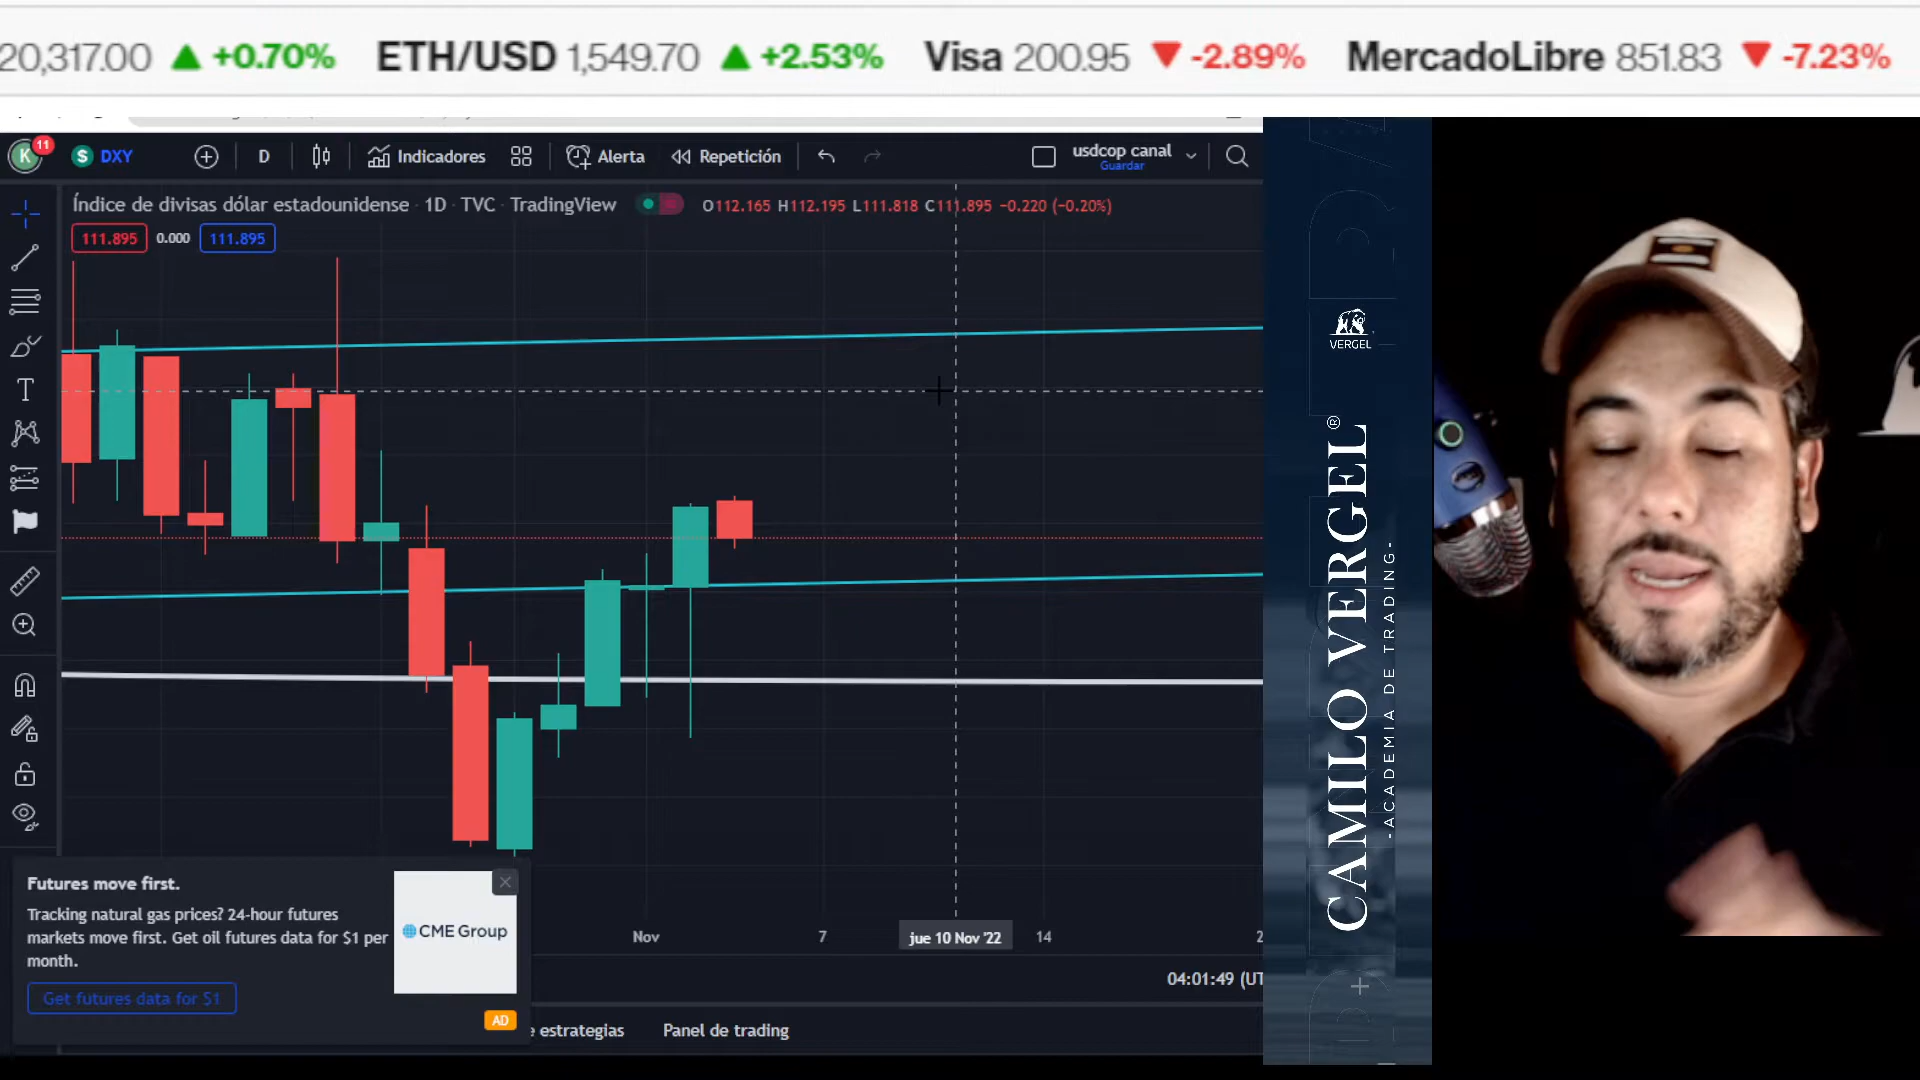 20,317.00 ▲ +0.70% ETH/USD 1,549.70 ▲ +2.53% Visa 200.95 ▼ -2.89% MercadoLibre 851.83 ▼ -7.23%
K 11 S DXY D Indicadores Alerta Repetición usdcop canal
Guardar
Índice de divisas dólar estadounidense · 1D · TVC · TradingView O112.165 H112.195 L111.818 C111.895 −0.220 (−0.20%)
111.895 0.000 111.895
T
VERGEL
CAMILO VERGEL®
-ACADEMIA DE TRADING-
Futures move first.
Tracking natural gas prices? 24-hour futures
markets move first. Get oil futures data for $1 per
month.
CME Group
Get futures data for $1
AD
Nov 7 jue 10 Nov '22 14 2
04:01:49 (UT
e estrategias Panel de trading